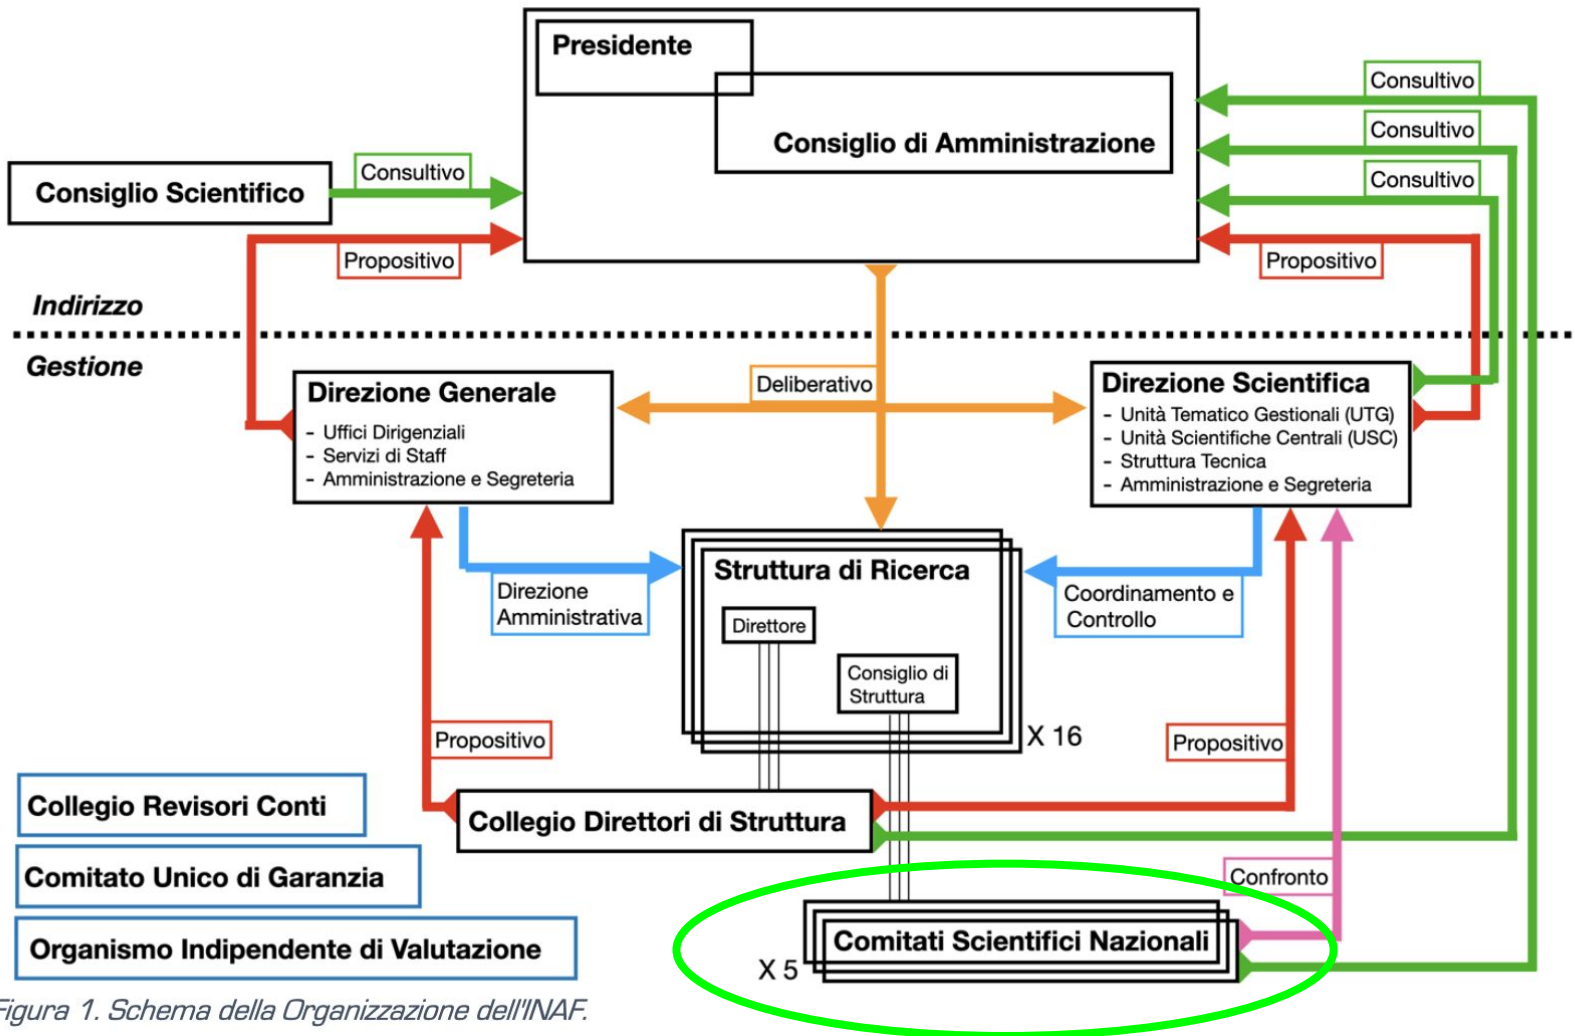 Presidente
Consiglio di Amministrazione
Consultivo
Consultivo
Consultivo
Consiglio Scientifico
Consultivo
Propositivo
Propositivo
Indirizzo
Gestione
Direzione Generale
- Uffici Dirigenziali
- Servizi di Staff
- Amministrazione e Segreteria
Deliberativo
Direzione Scientifica
- Unità Tematico Gestionali (UTG)
- Unità Scientifiche Centrali (USC)
- Struttura Tecnica
- Amministrazione e Segreteria
Direzione
Amministrativa
Struttura di Ricerca
Direttore
Consiglio di
Struttura
X 16
Coordinamento e
Controllo
Propositivo
Propositivo
Collegio Revisori Conti
Collegio Direttori di Struttura
Comitato Unico di Garanzia
Confronto
Organismo Indipendente di Valutazione
Comitati Scientifici Nazionali
X 5
Figura 1. Schema della Organizzazione dell'INAF.